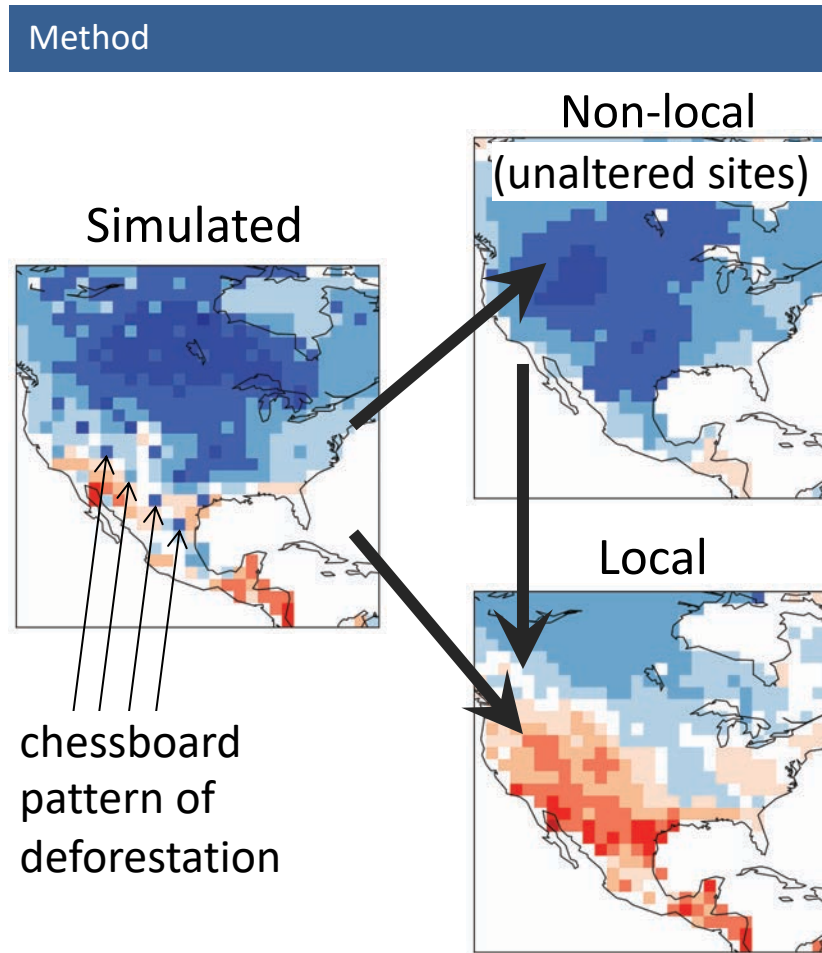 Method
Non-local
(unaltered sites)
Simulated
Local
chessboard
pattern of
deforestation